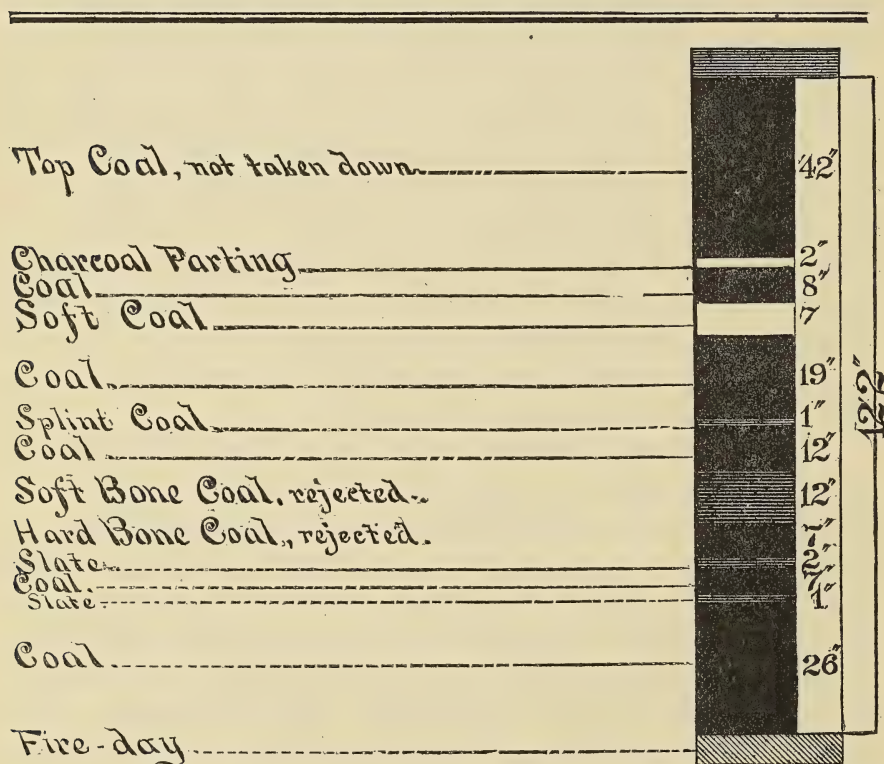 Top Coal, not taken down 42"
Charcoal Parting 2"
Coal 8"
Soft Coal 7
Coal 19"
Splint Coal 1"
Coal 12"
Soft Bone Coal, rejected. 12"
Hard Bone Coal, rejected.
Slate 2"
Coal.
Slate 1"
Coal 26"
Fire-clay